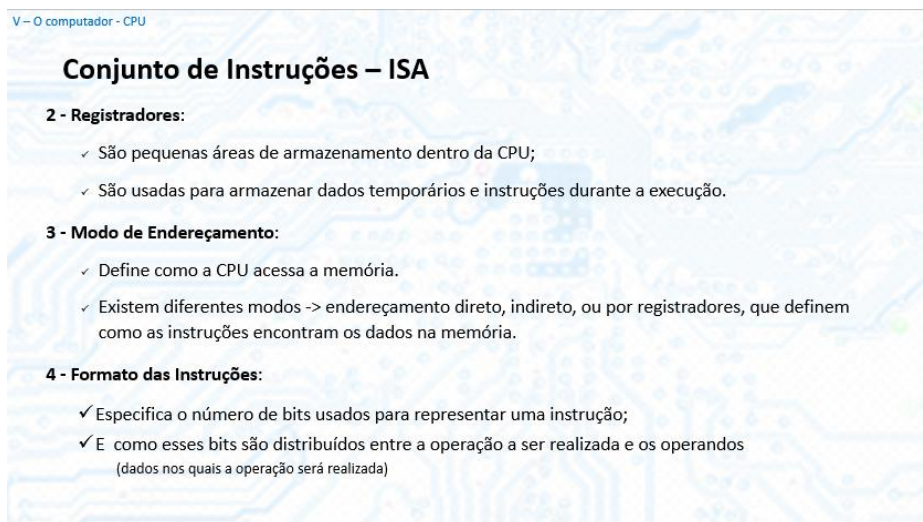 V – O computador - CPU
Conjunto de Instruções – ISA
2 - Registradores:
✓ São pequenas áreas de armazenamento dentro da CPU;
✓ São usadas para armazenar dados temporários e instruções durante a execução.
3 - Modo de Endereçamento:
✓ Define como a CPU acessa a memória.
✓ Existem diferentes modos -> endereçamento direto, indireto, ou por registradores, que definem
como as instruções encontram os dados na memória.
4 - Formato das Instruções:
✓ Especifica o número de bits usados para representar uma instrução;
✓ E como esses bits são distribuídos entre a operação a ser realizada e os operandos
(dados nos quais a operação será realizada)